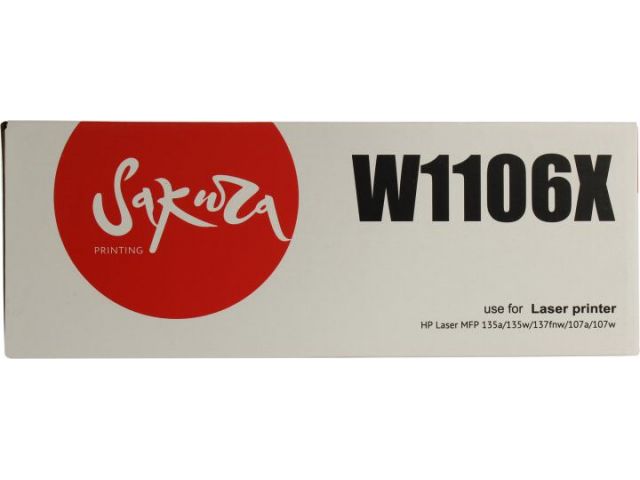 Sakura
PRINTING
W1106X
use for Laser printer
HP Laser MFP 135a/135w/137fnw/107a/107w